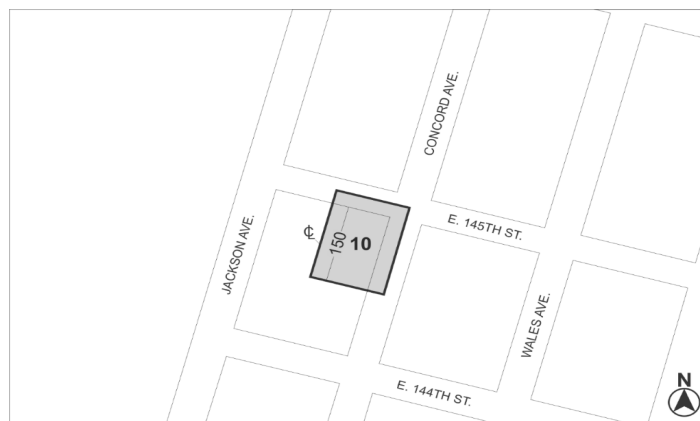 CONCORD AVE.
E. 145TH ST.
JACKSON AVE.
℄
150
10
WALES AVE.
E. 144TH ST.
N